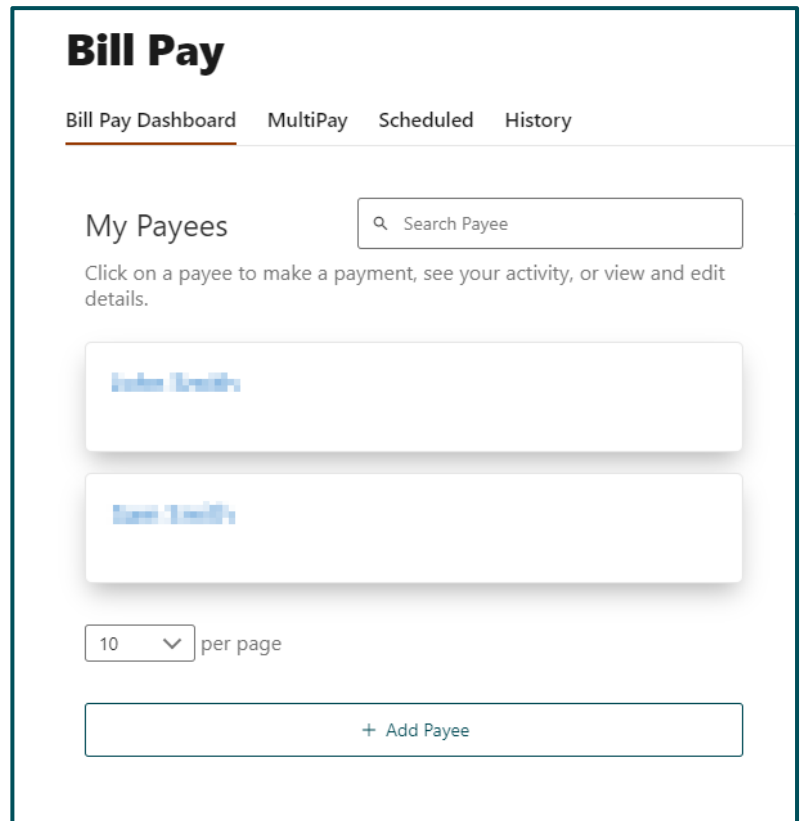 Bill Pay
Bill Pay Dashboard MultiPay Scheduled History
My Payees
Search Payee
Click on a payee to make a payment, see your activity, or view and edit
details.
10 per page
+ Add Payee